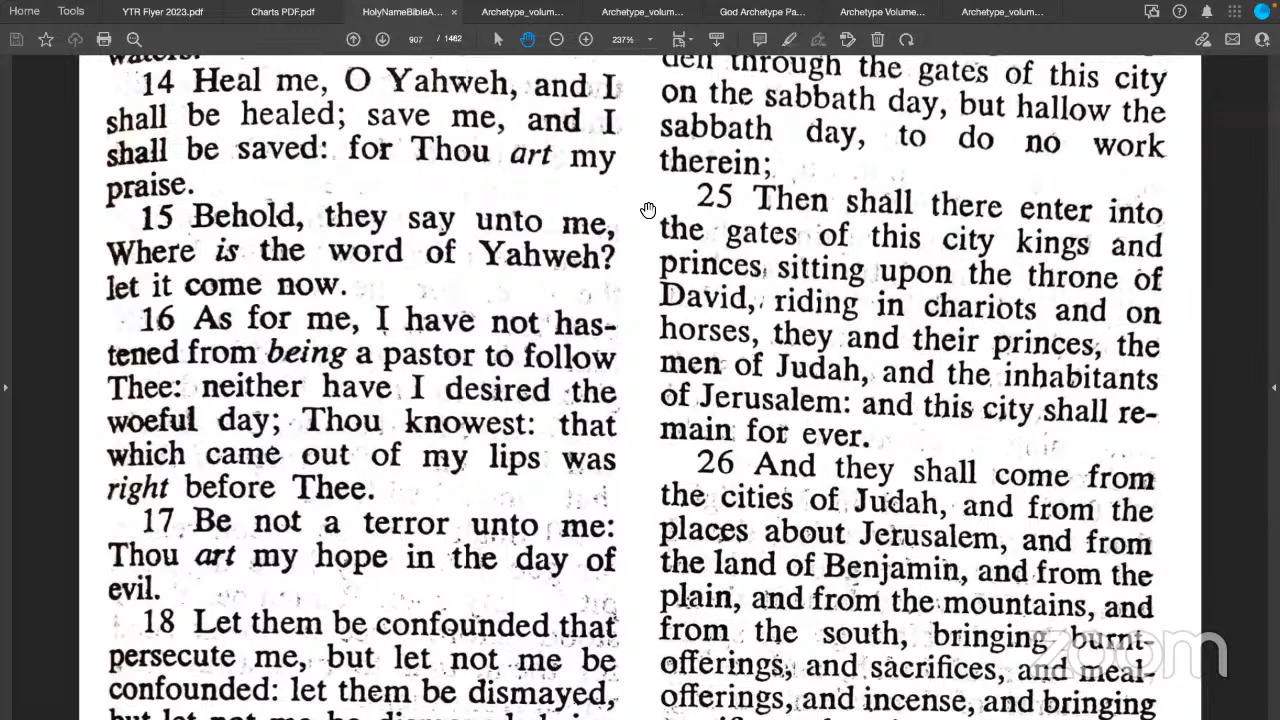 Home
Tools
YTR Flyer 2023.pdf
Charts PDF.pdf
HolyNameBibleA... ×
Archetype_volum...
Archetype_volum...
God Archetype Pa...
Archetype Volume...
Archetype_volum...
907 / 1462
237%
waters.
14 Heal me, O Yahweh, and I
shall be healed; save me, and I
shall be saved: for Thou art my
praise.
15 Behold, they say unto me,
Where is the word of Yahweh?
let it come now.
16 As for me, I have not has-
tened from being a pastor to follow
Thee: neither have I desired the
woeful day; Thou knowest: that
which came out of my lips was
right before Thee.
17 Be not a terror unto me:
Thou art my hope in the day of
evil.
18 Let them be confounded that
persecute me, but let not me be
confounded: let them be dismayed,
but let not me be dismayed
den through the gates of this city
on the sabbath day, but hallow the
sabbath day, to do no work
therein;
25 Then shall there enter into
the gates of this city kings and
princes sitting upon the throne of
David, riding in chariots and on
horses, they and their princes, the
men of Judah, and the inhabitants
of Jerusalem: and this city shall re-
main for ever.
26 And they shall come from
the cities of Judah, and from the
places about Jerusalem, and from
the land of Benjamin, and from the
plain, and from the mountains, and
from the south, bringing burnt-
offerings, and sacrifices, and meal-
offerings, and incense, and bringing
zoom